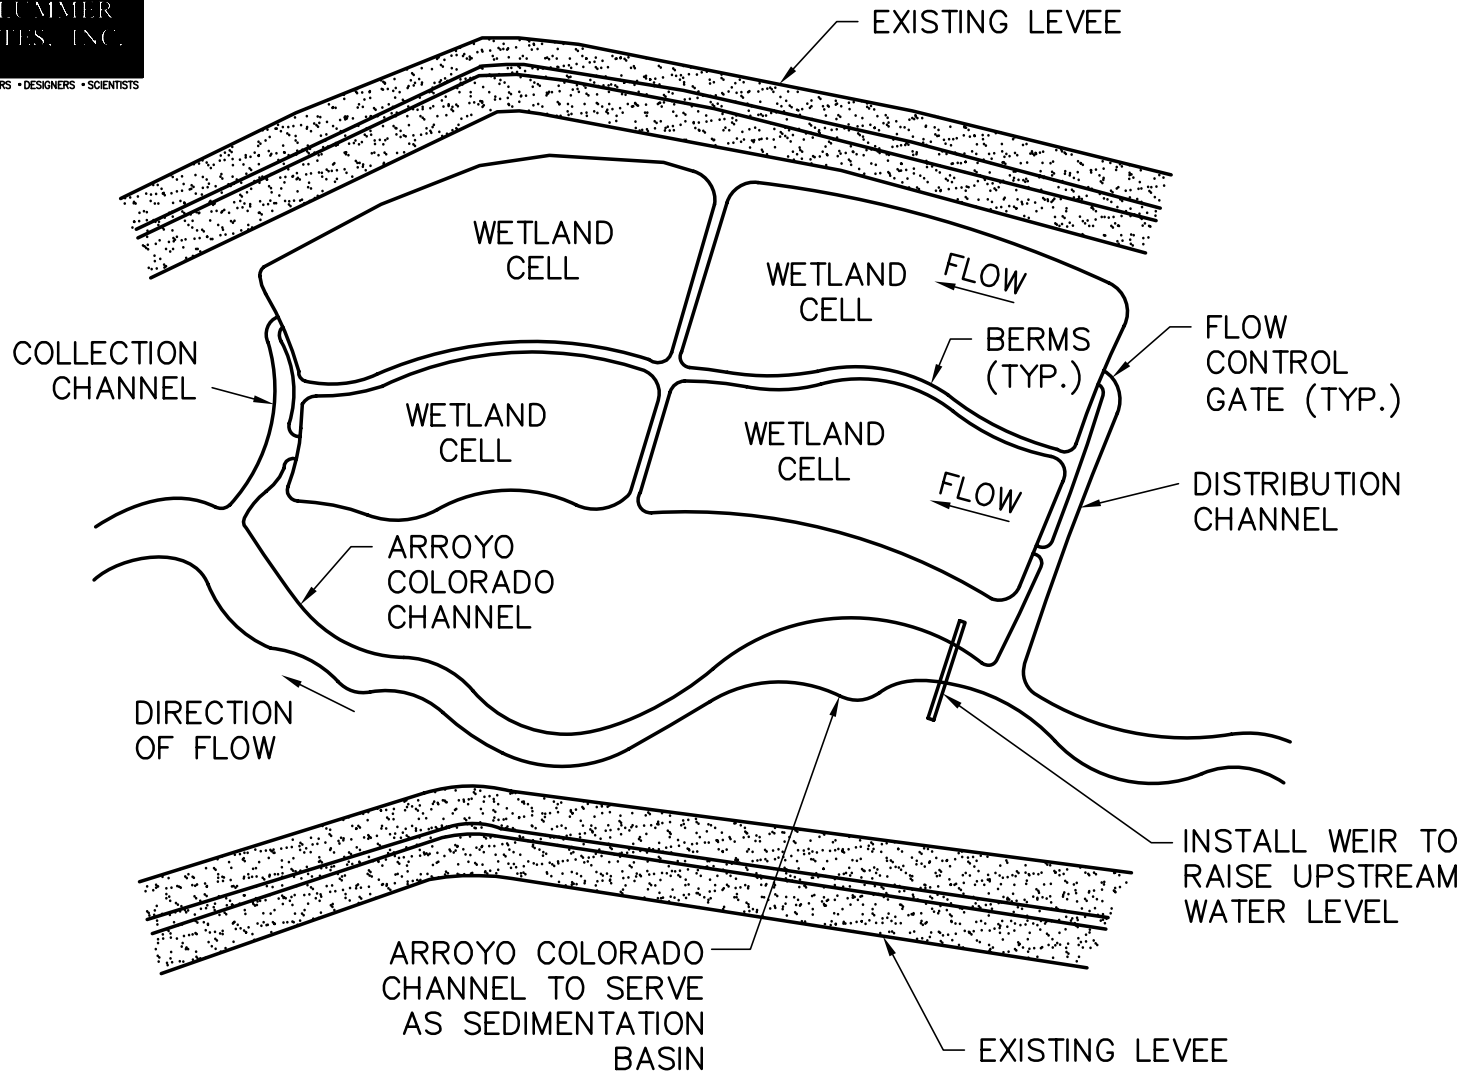 LUMMER
TES, INC.
RS • DESIGNERS • SCIENTISTS
EXISTING LEVEE
WETLAND
CELL
WETLAND
CELL
FLOW
BERMS
(TYP.)
FLOW
CONTROL
GATE (TYP.)
COLLECTION
CHANNEL
WETLAND
CELL
WETLAND
CELL
FLOW
DISTRIBUTION
CHANNEL
ARROYO
COLORADO
CHANNEL
DIRECTION
OF FLOW
INSTALL WEIR TO
RAISE UPSTREAM
WATER LEVEL
ARROYO COLORADO
CHANNEL TO SERVE
AS SEDIMENTATION
BASIN
EXISTING LEVEE